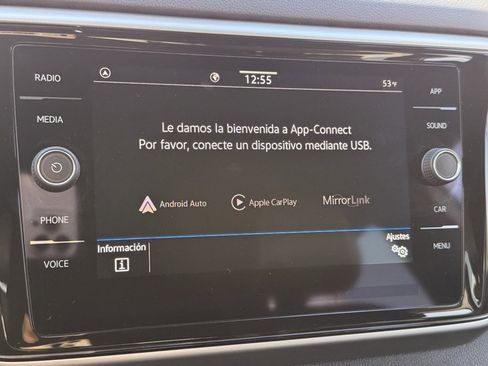 RADIO
MEDIA
PHONE
VOICE
12:55
53°F
Le damos la bienvenida a App-Connect
Por favor, conecte un dispositivo mediante USB.
Android Auto
Apple CarPlay
MirrorLink
Información
Ajustes
APP
SOUND
CAR
MENU